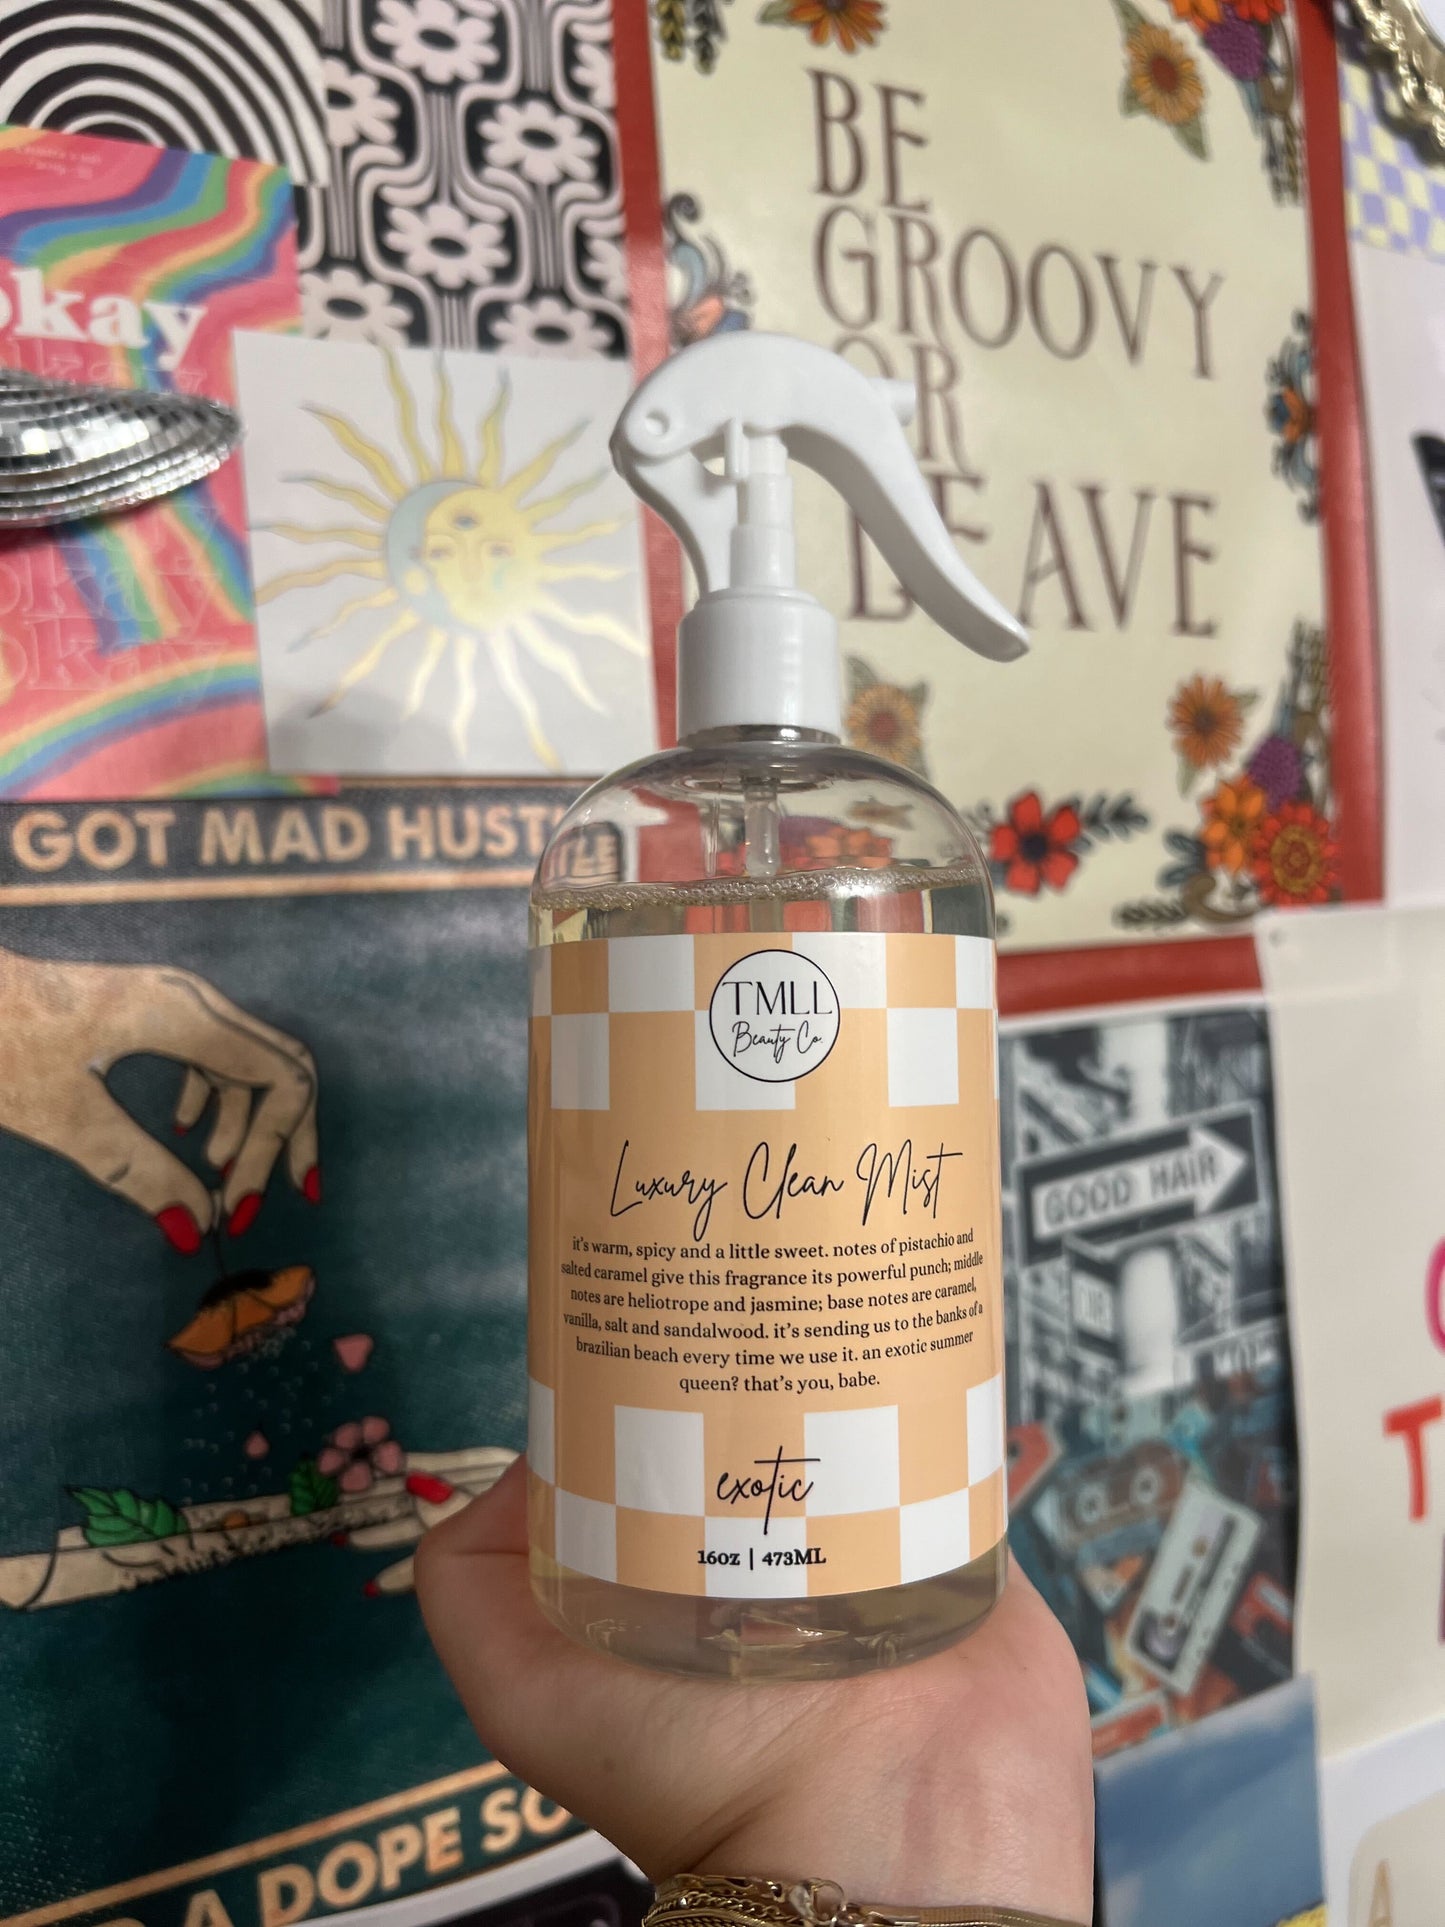 BE
GROOVY
OR
LEAVE
okay
okay
okay
GOT MAD HUSTLE
TMLL
Beauty Co.
Luxury Clean Mist
it's warm, spicy and a little sweet. notes of pistachio and
salted caramel give this fragrance its powerful punch; middle
notes are heliotrope and jasmine; base notes are caramel,
vanilla, salt and sandalwood. it's sending us to the banks of a
brazilian beach every time we use it. an exotic summer
queen? that's you, babe.
exotic
16oz | 473ML
GOOD HAIR
A DOPE SO
T
A